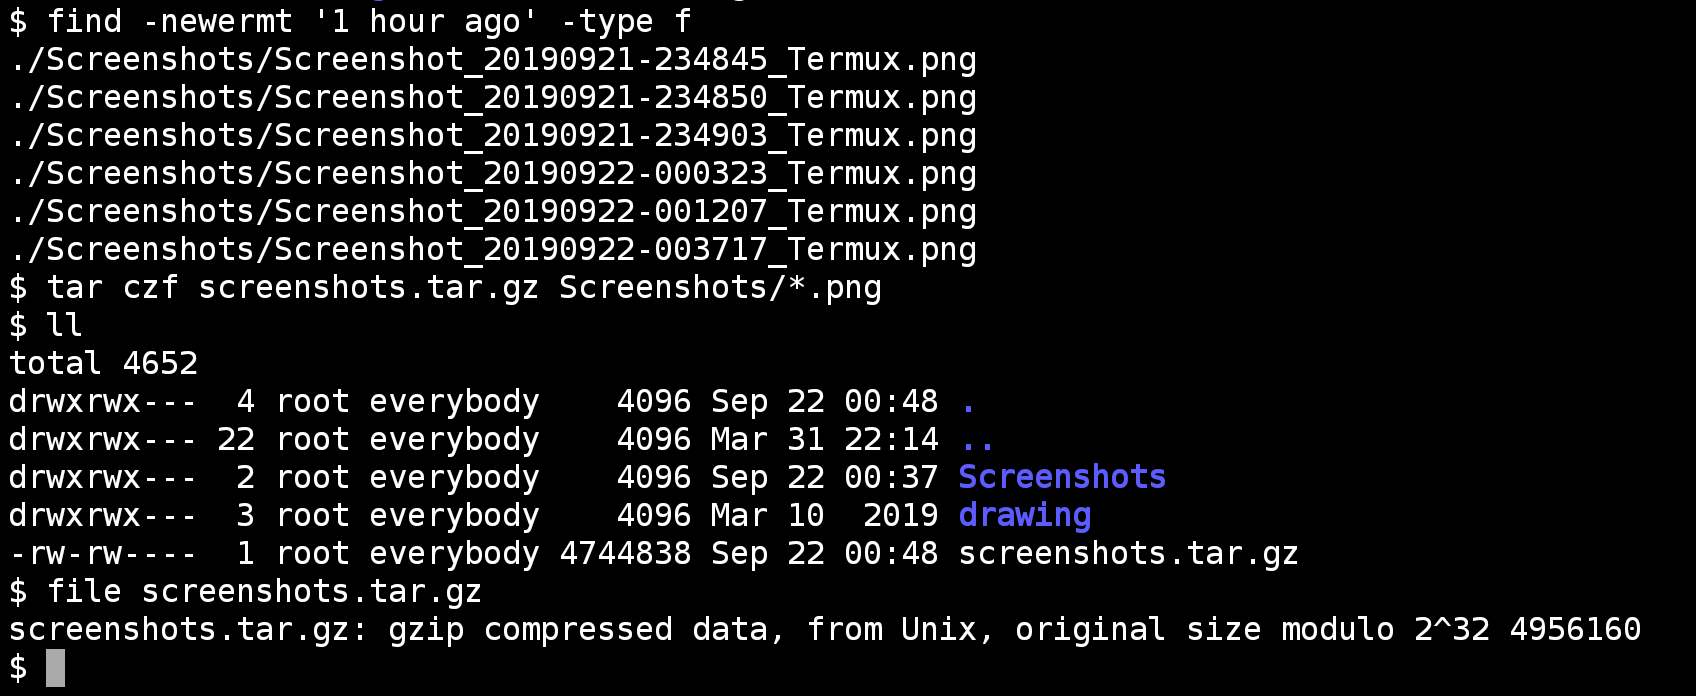 $ find -newermt '1 hour ago' -type f
./Screenshots/Screenshot_20190921-234845_Termux.png
./Screenshots/Screenshot_20190921-234850_Termux.png
./Screenshots/Screenshot_20190921-234903_Termux.png
./Screenshots/Screenshot_20190922-000323_Termux.png
./Screenshots/Screenshot_20190922-001207_Termux.png
./Screenshots/Screenshot_20190922-003717_Termux.png
$ tar czf screenshots.tar.gz Screenshots/*.png
$ ll
total 4652
drwxrwx---  4 root everybody    4096 Sep 22 00:48 .
drwxrwx--- 22 root everybody    4096 Mar 31 22:14 ..
drwxrwx---  2 root everybody    4096 Sep 22 00:37 Screenshots
drwxrwx---  3 root everybody    4096 Mar 10  2019 drawing
-rw-rw----  1 root everybody 4744838 Sep 22 00:48 screenshots.tar.gz
$ file screenshots.tar.gz
screenshots.tar.gz: gzip compressed data, from Unix, original size modulo 2^32 4956160
$